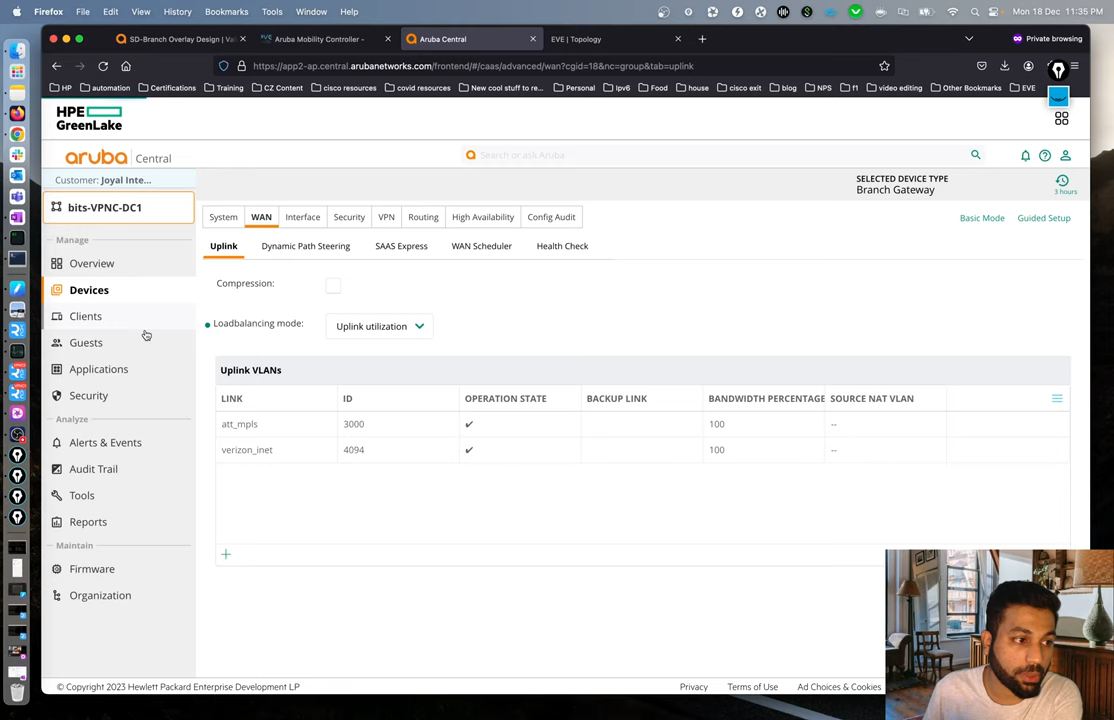 Firefox File Edit View History Bookmarks Tools Window Help Mon 18 Dec 11:35 PM
SD-Branch Overlay Design | Val Aruba Mobility Controller - Aruba Central EVE | Topology Private browsing
https://app2-ap.central.arubanetworks.com/frontend/#/caas/advanced/wan?cgid=18&nc=group&tab=uplink
HP automation Certifications Training CZ Content cisco resources covid resources New cool stuff to re... Personal Ipv6 Food house cisco exit blog NPS f1 video editing Other Bookmarks EVE
HPE
GreenLake
aruba Central
Search or ask Aruba
Customer: Joyal Inte...
SELECTED DEVICE TYPE
Branch Gateway
3 hours
bits-VPNC-DC1
System WAN Interface Security VPN Routing High Availability Config Audit
Basic Mode Guided Setup
Manage
Overview
Devices
Clients
Guests
Applications
Security
Analyze
Alerts & Events
Audit Trail
Tools
Reports
Maintain
Firmware
Organization
Uplink Dynamic Path Steering SAAS Express WAN Scheduler Health Check
Compression:
Loadbalancing mode: Uplink utilization
Uplink VLANs
LINK ID OPERATION STATE BACKUP LINK BANDWIDTH PERCENTAGE SOURCE NAT VLAN
att_mpls 3000 ✔ 100 --
verizon_inet 4094 ✔ 100 --
+
© Copyright 2023 Hewlett Packard Enterprise Development LP
Privacy Terms of Use Ad Choices & Cookies